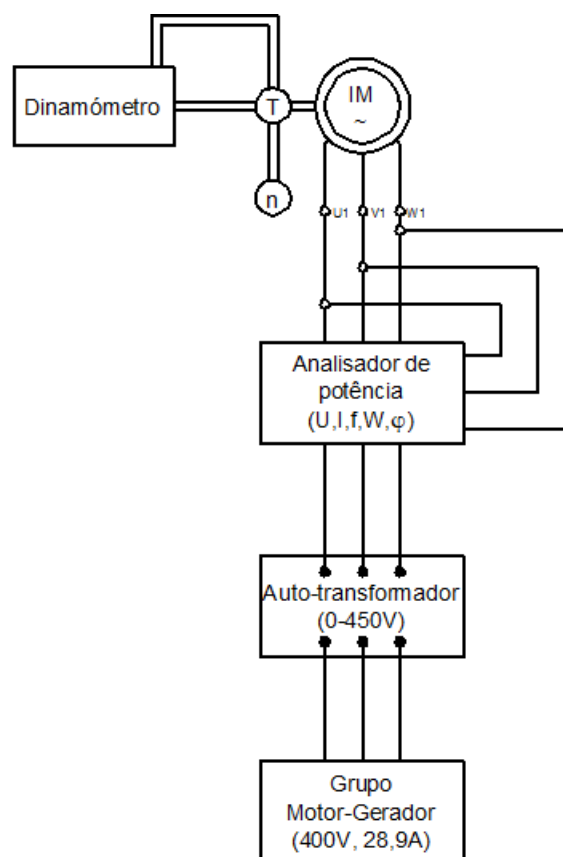 Dinamómetro
T
IM
~
n
U1
V1
W1
Analisador de
potência
(U,I,f,W,φ)
Auto-transformador
(0-450V)
Grupo
Motor-Gerador
(400V, 28,9A)